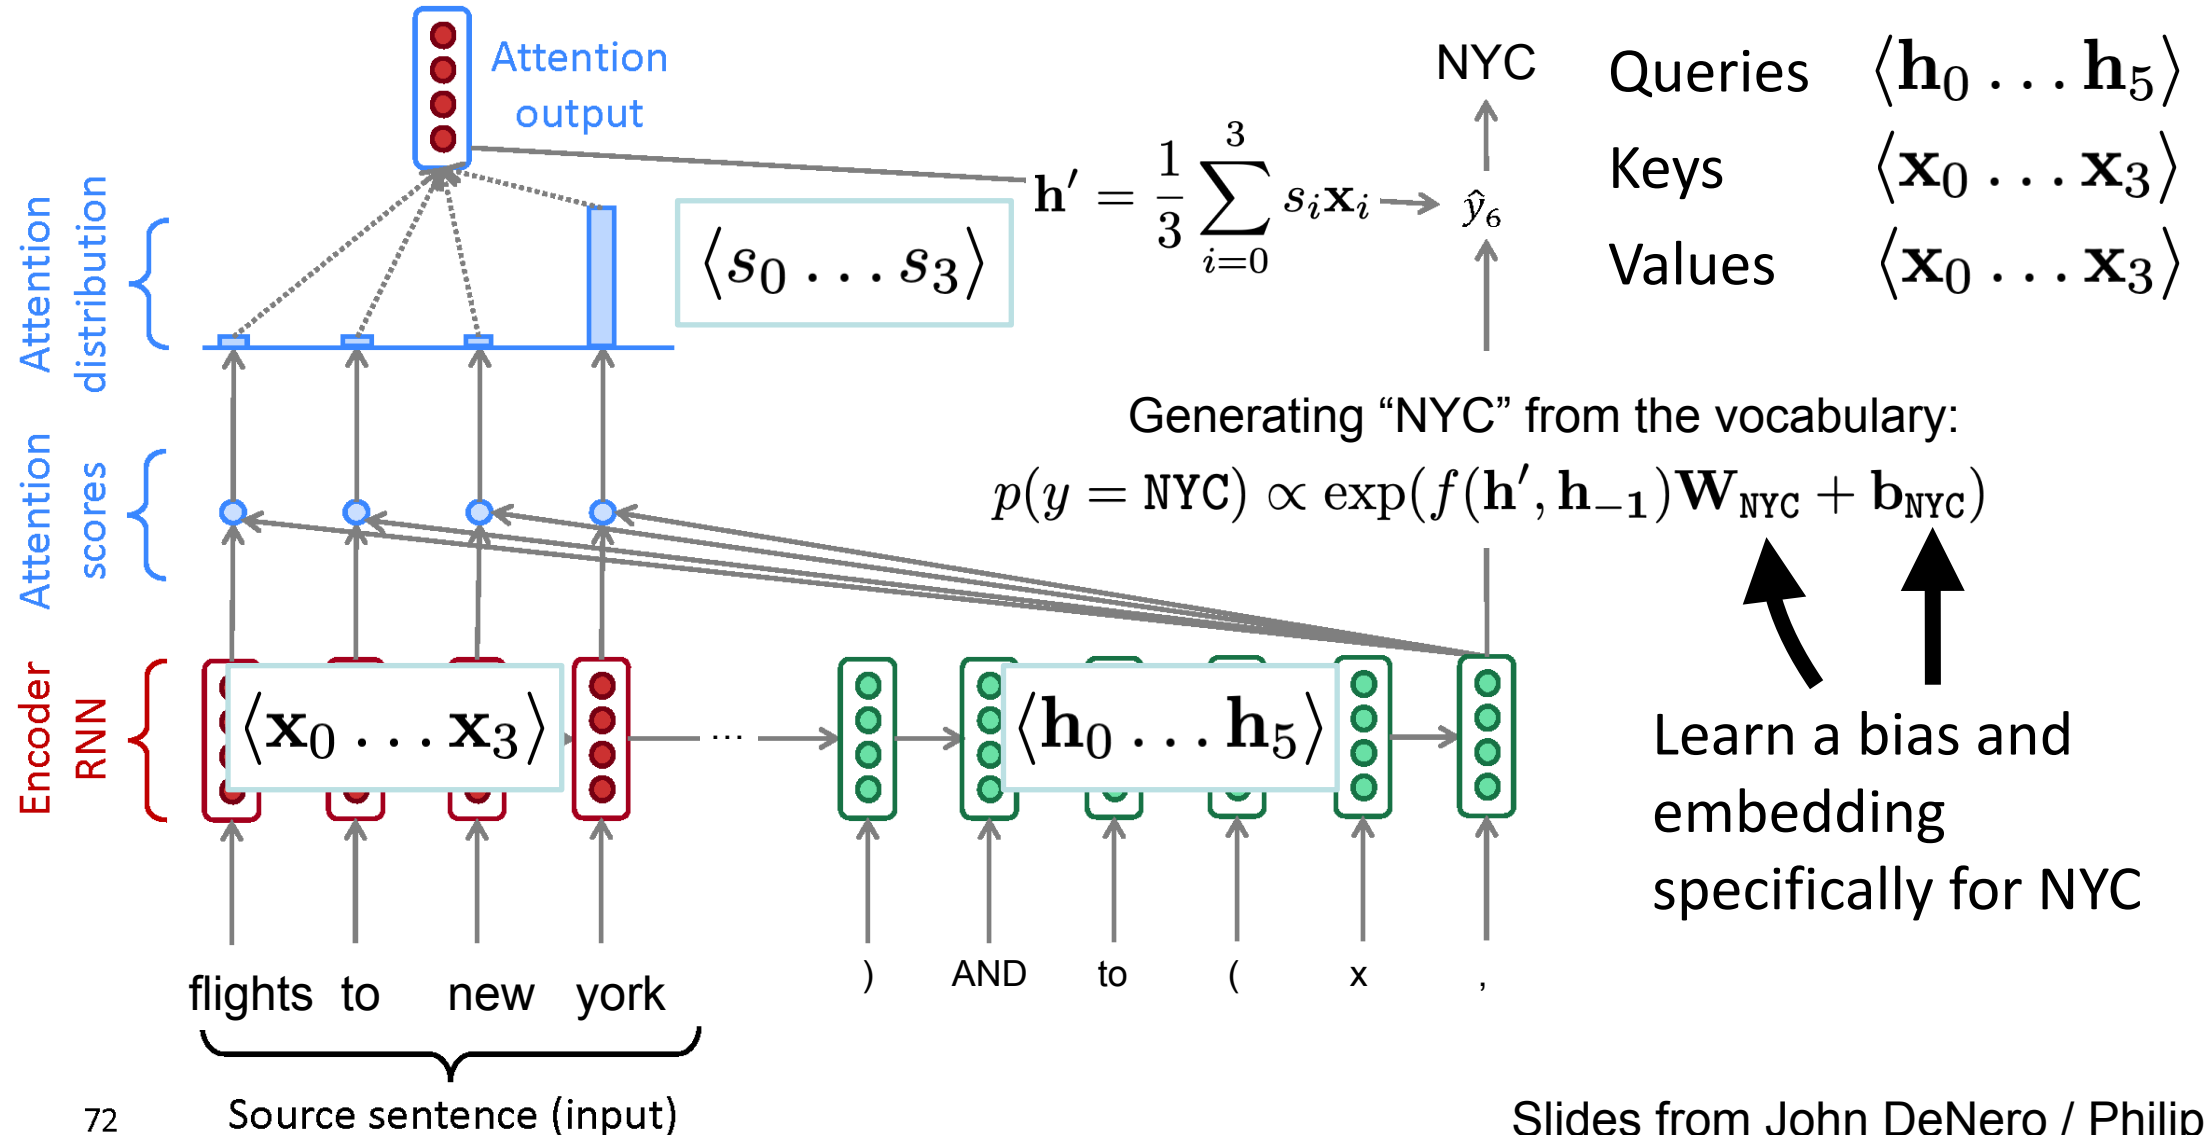 Attention
output
NYC
Queries ⟨h₀ … h₅⟩
Keys ⟨x₀ … x₃⟩
Values ⟨x₀ … x₃⟩
h′ = 1/3 ∑_{i=0}^{3} sᵢxᵢ
ŷ₆
⟨s₀ … s₃⟩
Attention
distribution
Generating “NYC” from the vocabulary:
p(y = NYC) ∝ exp(f(h′, h₋₁)W_NYC + b_NYC)
Attention
scores
Encoder
RNN
⟨x₀ … x₃⟩
...
⟨h₀ … h₅⟩
Learn a bias and
embedding
specifically for NYC
flights to new york
) AND to ( x ,
Source sentence (input)
72
Slides from John DeNero / Philip